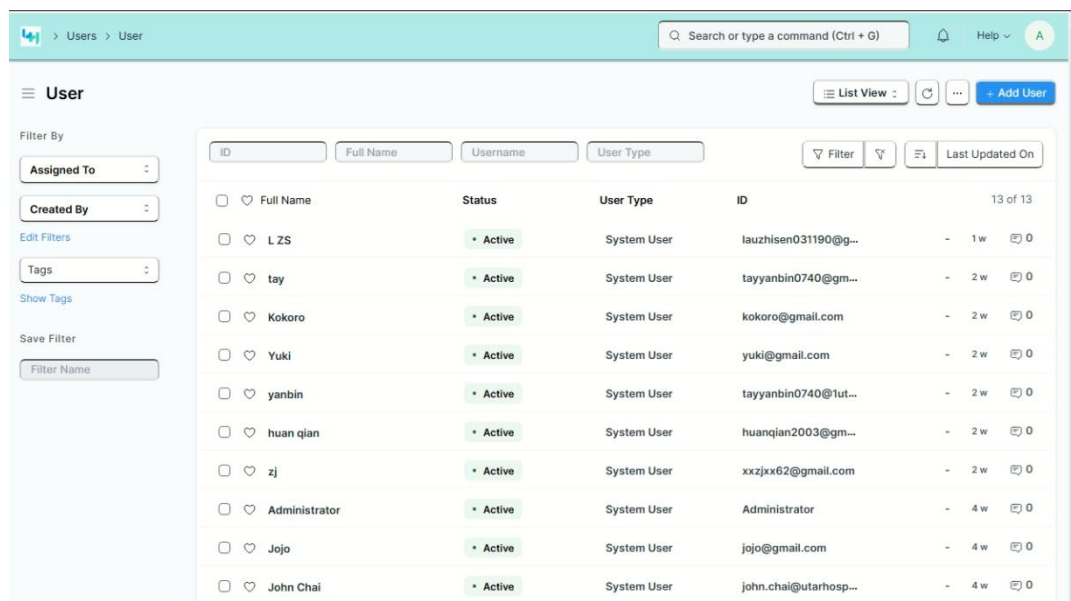 > Users > User
Search or type a command (Ctrl + G)
Help
A
User
List View
...
+ Add User
Filter By
Assigned To
Created By
Edit Filters
Tags
Show Tags
Save Filter
Filter Name
ID Full Name Username User Type
Filter
Last Updated On
Full Name Status User Type ID 13 of 13
L ZS • Active System User lauzhisen031190@g... - 1 w 0
tay • Active System User tayyanbin0740@gm... - 2 w 0
Kokoro • Active System User kokoro@gmail.com - 2 w 0
Yuki • Active System User yuki@gmail.com - 2 w 0
yanbin • Active System User tayyanbin0740@1ut... - 2 w 0
huan qian • Active System User huanqian2003@gm... - 2 w 0
zj • Active System User xxzjxx62@gmail.com - 2 w 0
Administrator • Active System User Administrator - 4 w 0
Jojo • Active System User jojo@gmail.com - 4 w 0
John Chai • Active System User john.chai@utarhosp... - 4 w 0